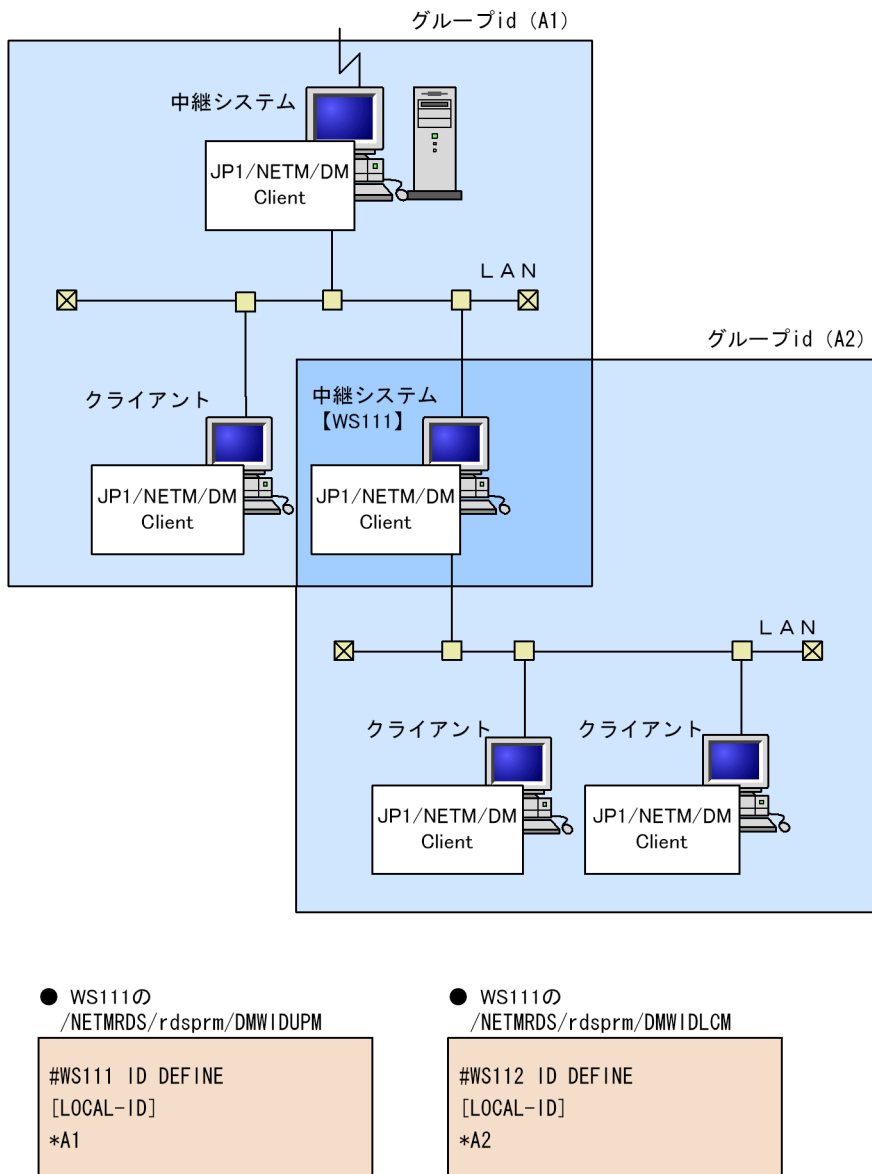 グループid (A1)
中継システム
JP1/NETM/DM
Client
ＬＡＮ
グループid (A2)
クライアント
JP1/NETM/DM
Client
中継システム
【WS111】
JP1/NETM/DM
Client
ＬＡＮ
クライアント
JP1/NETM/DM
Client
クライアント
JP1/NETM/DM
Client
● WS111の
/NETMRDS/rdsprm/DMWIDUPM
#WS111 ID DEFINE
[LOCAL-ID]
*A1
● WS111の
/NETMRDS/rdsprm/DMWIDLCM
#WS112 ID DEFINE
[LOCAL-ID]
*A2